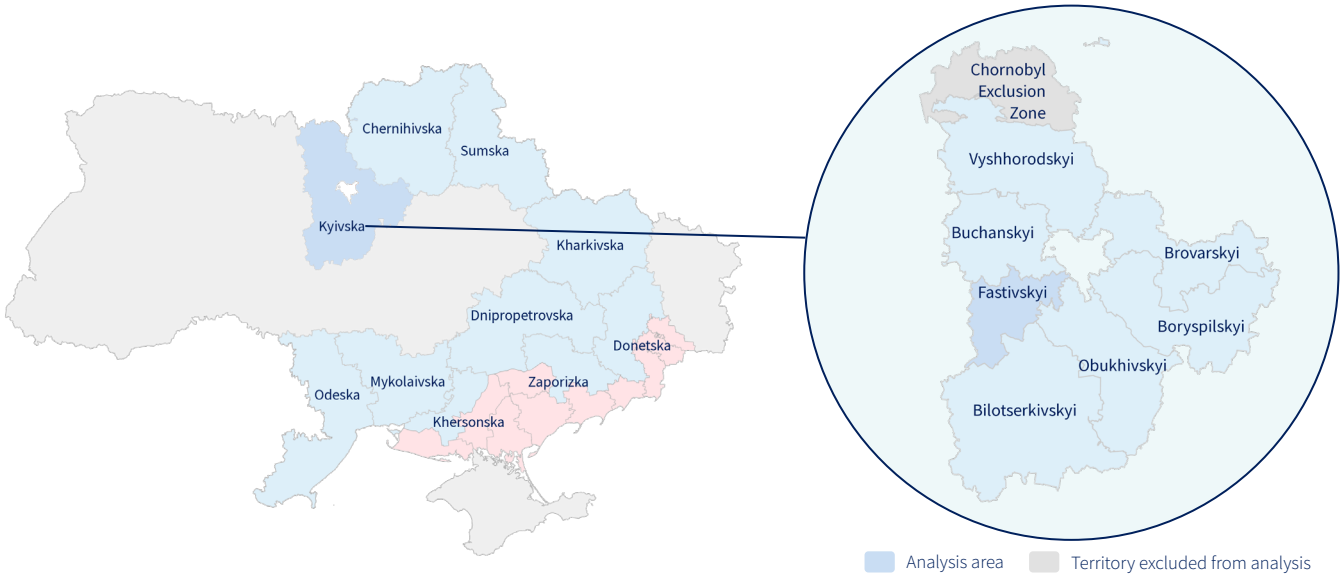 Chernihivska
Sumska
Kyivska
Kharkivska
Dnipropetrovska
Donetska
Zaporizka
Mykolaivska
Odeska
Khersonska
Chornobyl
Exclusion
Zone
Vyshhorodskyi
Buchanskyi
Brovarskyi
Fastivskyi
Boryspilskyi
Obukhivskyi
Bilotserkivskyi
Analysis area
Territory excluded from analysis